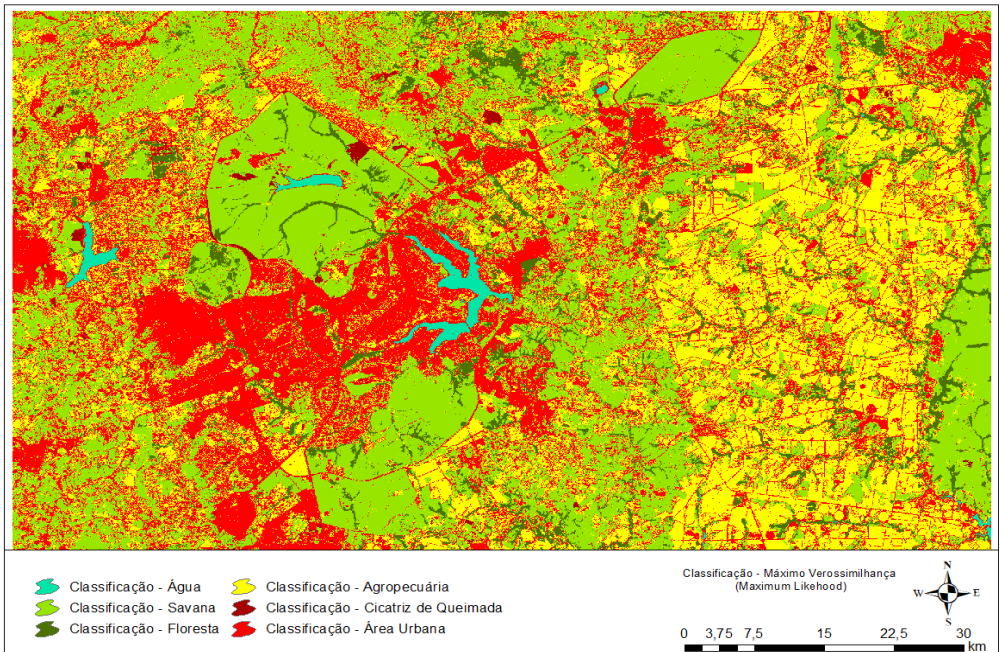 Classificação - Água
Classificação - Savana
Classificação - Floresta
Classificação - Agropecuária
Classificação - Cicatriz de Queimada
Classificação - Área Urbana
Classificação - Máximo Verossimilhança
(Maximum Likehood)
N
W E
S
0 3,75 7,5 15 22,5 30
km